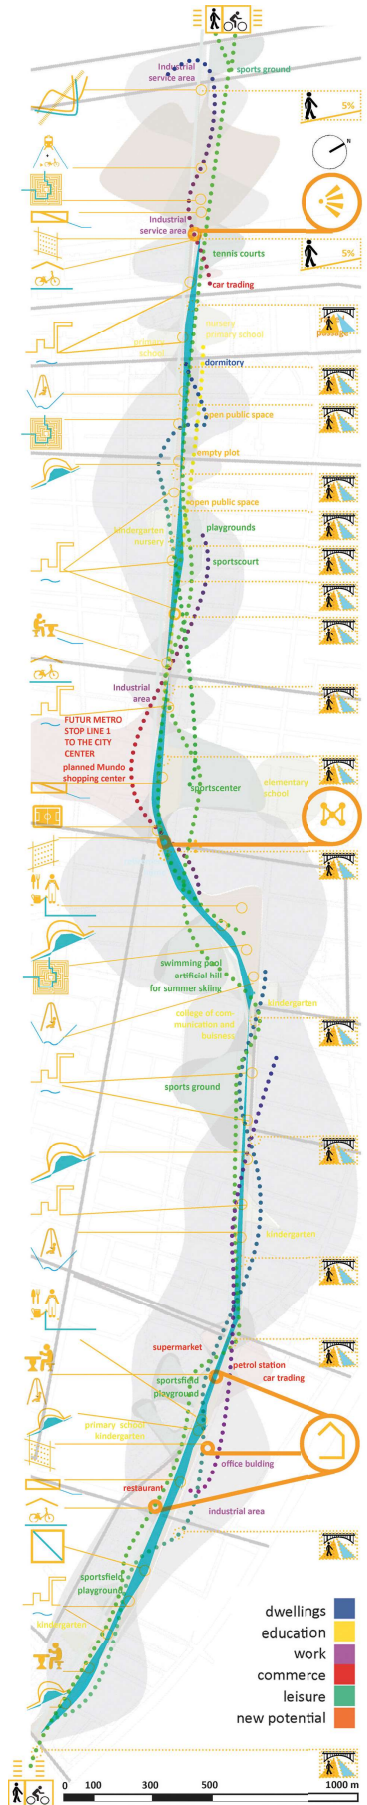 Industrial
service area
sports ground
5%
N
Industrial
service area
tennis courts
5%
car trading
nursery
primary school
passage
primary
school
dormitory
open public space
empty plot
open public space
kindergarten
nursery
playgrounds
sportscourt
Industrial
area
FUTUR METRO
STOP LINE 1
TO THE CITY
CENTER
planned Mundo
shopping center
sportscenter
elementary
school
swimming pool
artificial hill
for summer skiing
kindergarten
college of com-
munication and
buisness
sports ground
kindergarten
supermarket
petrol station
car trading
sportsfield
playground
primary school
kindergarten
office bulding
restaurant
industrial area
sportsfield
playground
kindergarten
dwellings
education
work
commerce
leisure
new potential
0 100 300 500 1000 m